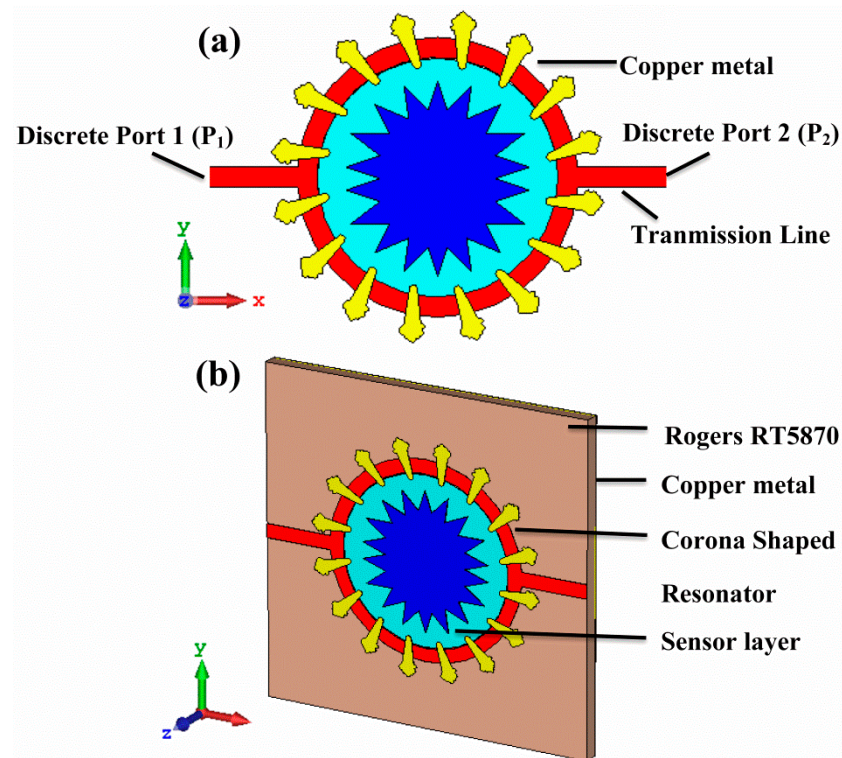 (a)
Copper metal
Discrete Port 1 (P₁)
Discrete Port 2 (P₂)
Tranmission Line
y
z
x
(b)
Rogers RT5870
Copper metal
Corona Shaped
Resonator
Sensor layer
y
z